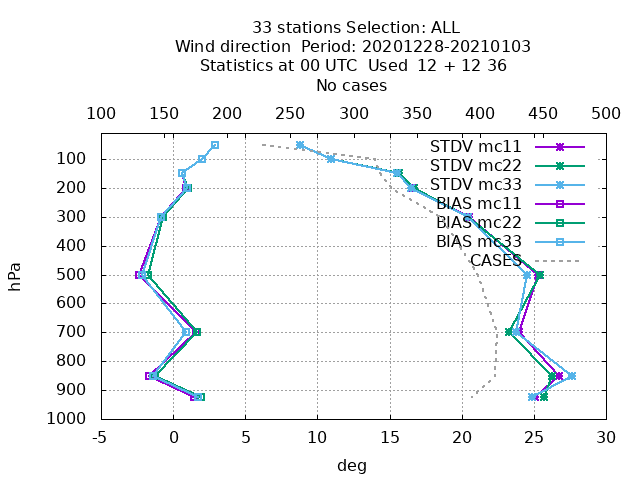 33 stations Selection: ALL
Wind direction  Period: 20201228-20210103
Statistics at 00 UTC  Used  12 + 12 36
No cases
100 150 200 250 300 350 400 450 500
STDV mc11
STDV mc22
STDV mc33
BIAS mc11
BIAS mc22
BIAS mc33
CASES
100
200
300
400
500
600
700
800
900
1000
hPa
-5 0 5 10 15 20 25 30
deg